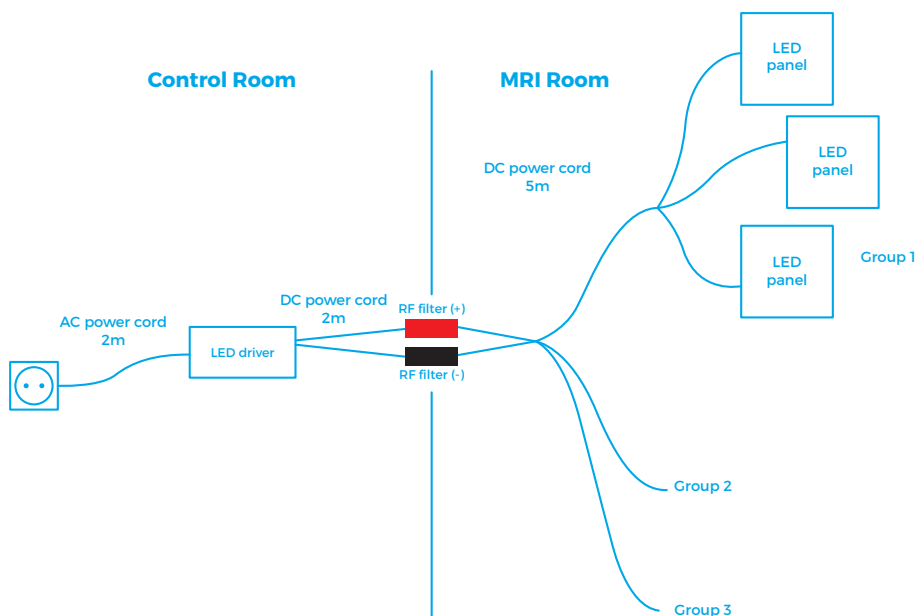 Control Room
MRI Room
LED
panel
LED
panel
DC power cord
5m
LED
panel
Group 1
DC power cord
2m
RF filter (+)
AC power cord
2m
LED driver
RF filter (-)
Group 2
Group 3